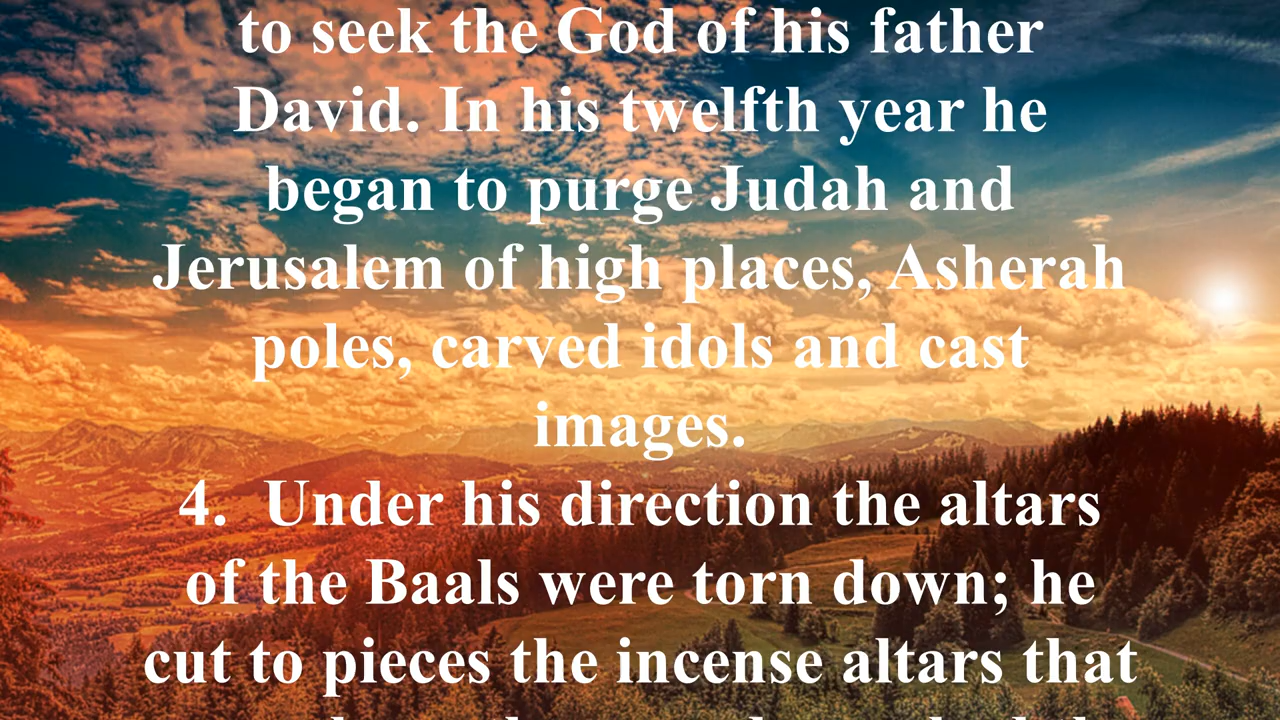 to seek the God of his father
David. In his twelfth year he
began to purge Judah and
Jerusalem of high places, Asherah
poles, carved idols and cast
images.
4.  Under his direction the altars
of the Baals were torn down; he
cut to pieces the incense altars that